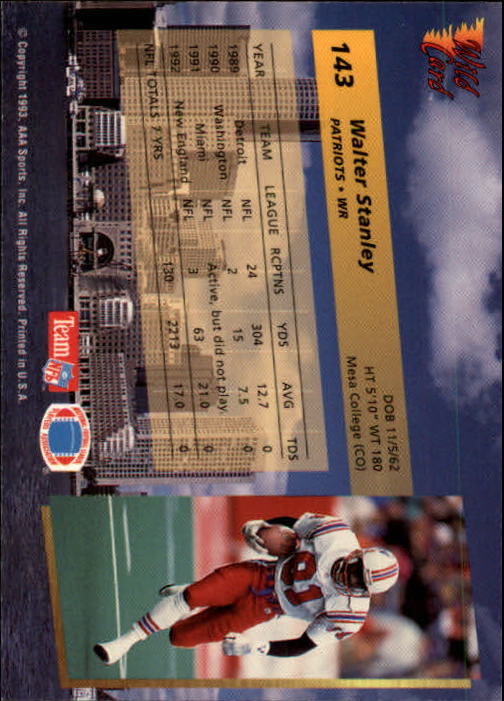 Wild Card
143 Walter Stanley
PATRIOTS • WR
DOB 11/5/62
HT 5'10" WT 180
Mesa College (CO)
YEAR TEAM LEAGUE RCPTNS YDS AVG TDS
1989 Detroit NFL 24 304 12.7 0
1990 Washington NFL 2 15 7.5 0
1991 Miami NFL Active, but did not play.
1992 New England NFL 3 63 21.0 0
NFL TOTALS 7 YRS 130 2213 17.0 0
Team NFL
81
© Copyright 1993, AAA Sports, Inc. All Rights Reserved. Printed in U.S.A.